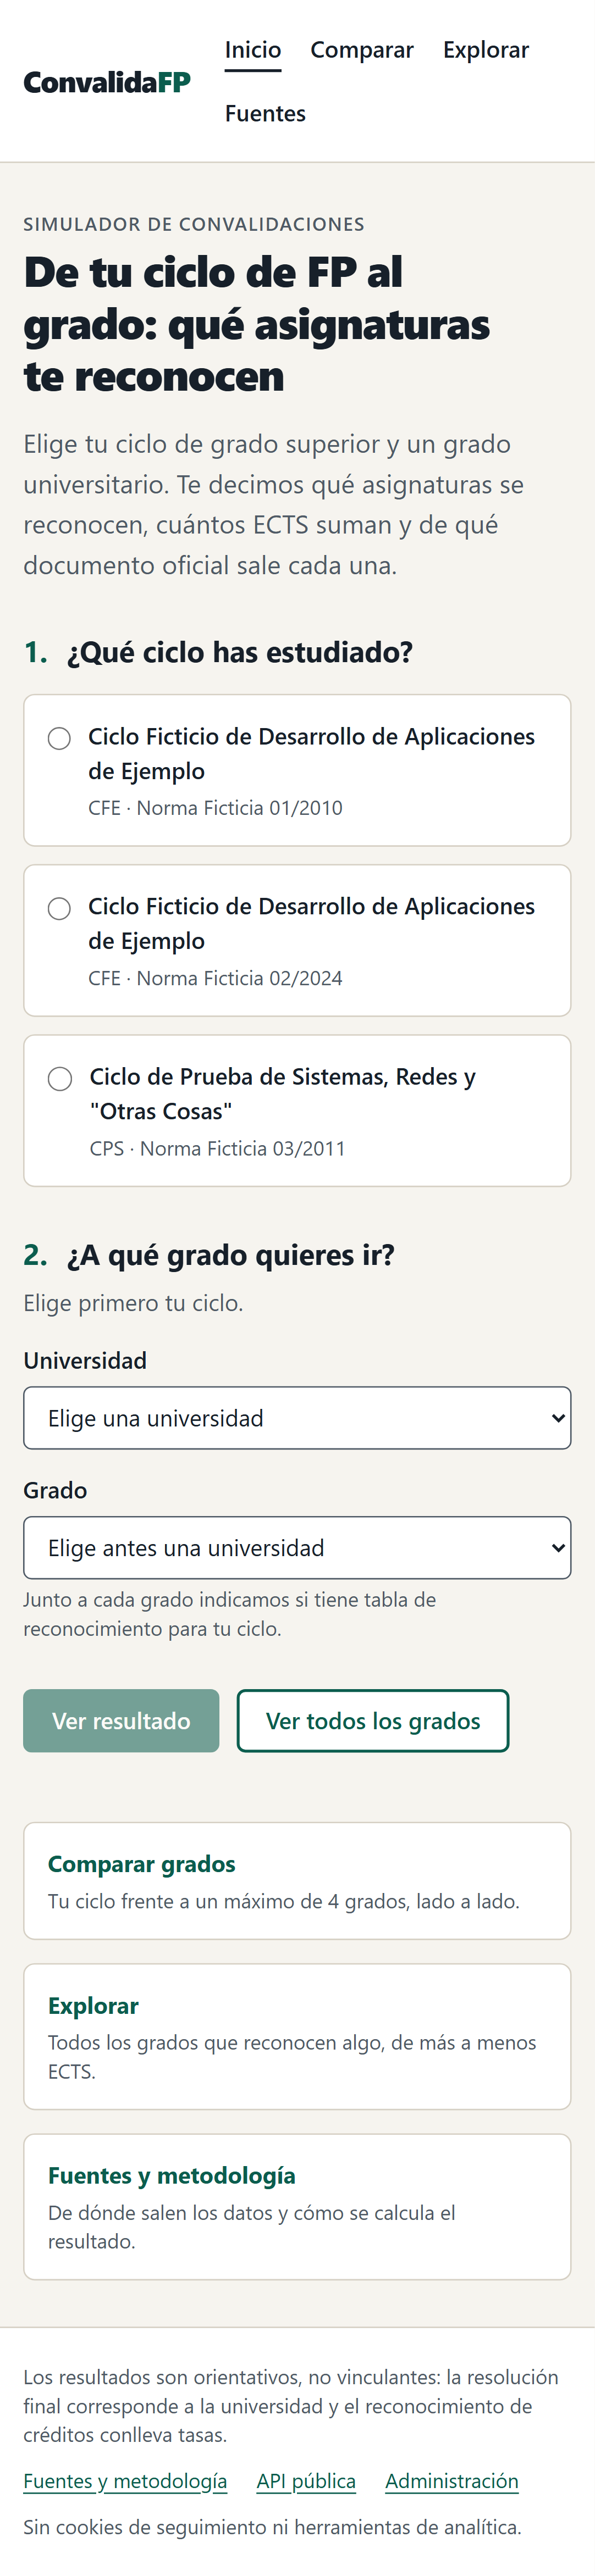 ConvalidaFP
Inicio Comparar Explorar
Fuentes
SIMULADOR DE CONVALIDACIONES
De tu ciclo de FP al
grado: qué asignaturas
te reconocen
Elige tu ciclo de grado superior y un grado
universitario. Te decimos qué asignaturas se
reconocen, cuántos ECTS suman y de qué
documento oficial sale cada una.
1. ¿Qué ciclo has estudiado?
Ciclo Ficticio de Desarrollo de Aplicaciones
de Ejemplo
CFE · Norma Ficticia 01/2010
Ciclo Ficticio de Desarrollo de Aplicaciones
de Ejemplo
CFE · Norma Ficticia 02/2024
Ciclo de Prueba de Sistemas, Redes y
"Otras Cosas"
CPS · Norma Ficticia 03/2011
2. ¿A qué grado quieres ir?
Elige primero tu ciclo.
Universidad
Elige una universidad
Grado
Elige antes una universidad
Junto a cada grado indicamos si tiene tabla de
reconocimiento para tu ciclo.
Ver resultado Ver todos los grados
Comparar grados
Tu ciclo frente a un máximo de 4 grados, lado a lado.
Explorar
Todos los grados que reconocen algo, de más a menos
ECTS.
Fuentes y metodología
De dónde salen los datos y cómo se calcula el
resultado.
Los resultados son orientativos, no vinculantes: la resolución
final corresponde a la universidad y el reconocimiento de
créditos conlleva tasas.
Fuentes y metodología API pública Administración
Sin cookies de seguimiento ni herramientas de analítica.